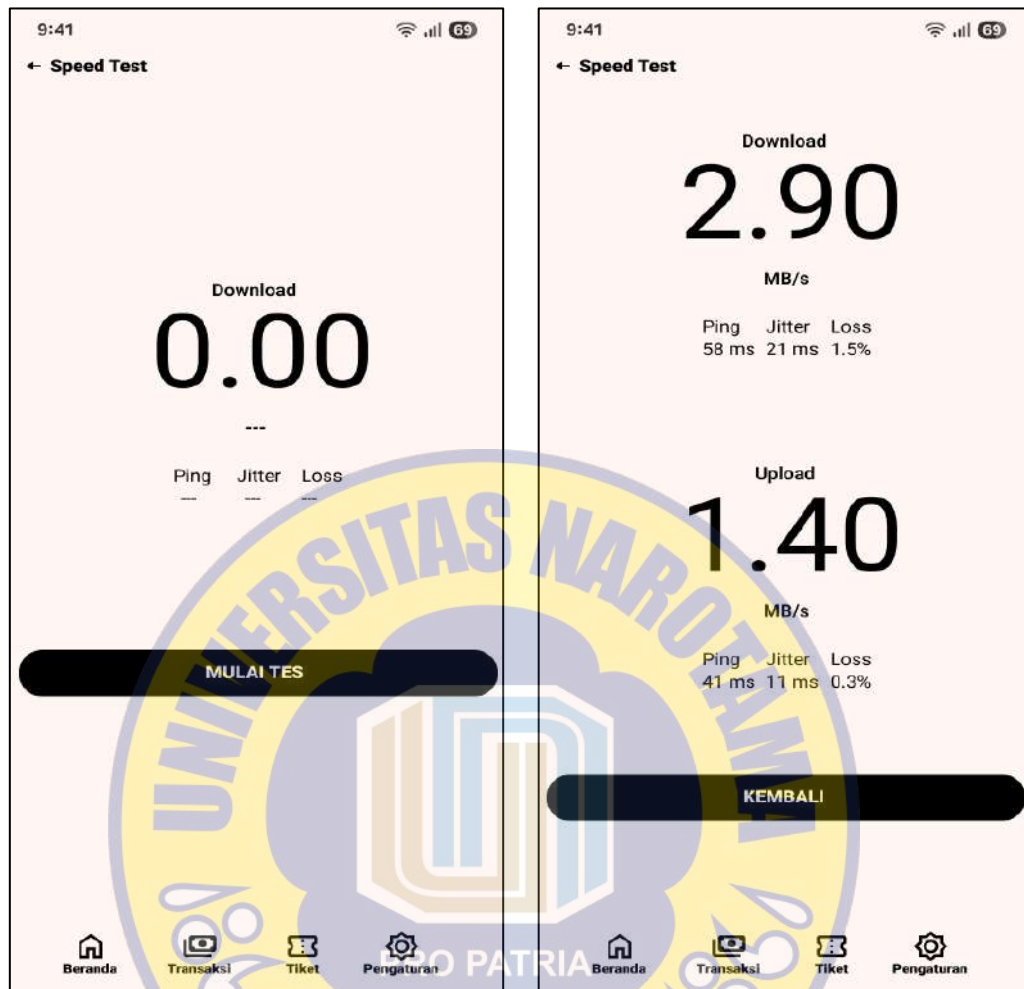 9:41
69
← Speed Test
Download
0.00
---
Ping Jitter Loss
--- --- ---
MULAI TES
Beranda Transaksi Tiket Pengaturan
9:41
69
← Speed Test
Download
2.90
MB/s
Ping Jitter Loss
58 ms 21 ms 1.5%
Upload
1.40
MB/s
Ping Jitter Loss
41 ms 11 ms 0.3%
KEMBALI
Beranda Transaksi Tiket Pengaturan
UNIVERSITAS NAROTAMA
PRO PATRIA